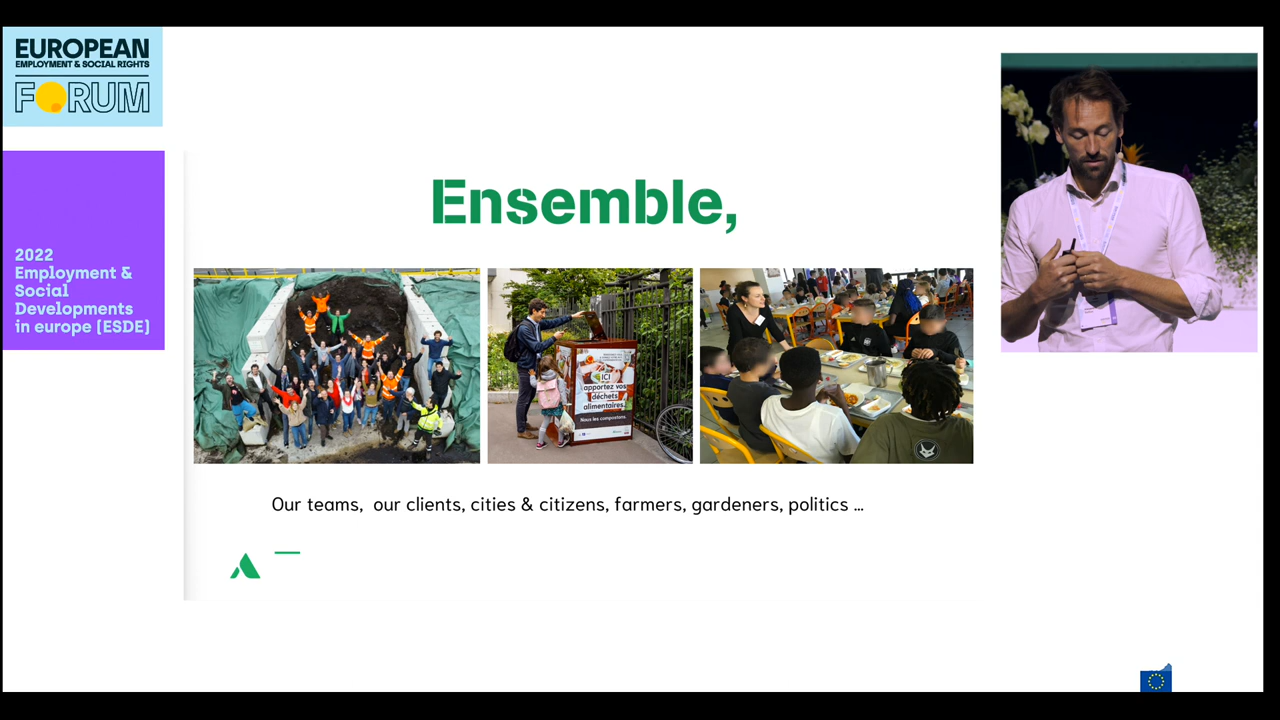 EUROPEAN
EMPLOYMENT & SOCIAL RIGHTS
FORUM
2022
Employment &
Social
Developments
in europe [ESDE]
Ensemble,
ICI
apportez vos
déchets
alimentaires.
Nous les compostons.
Our teams,  our clients, cities & citizens, farmers, gardeners, politics ...